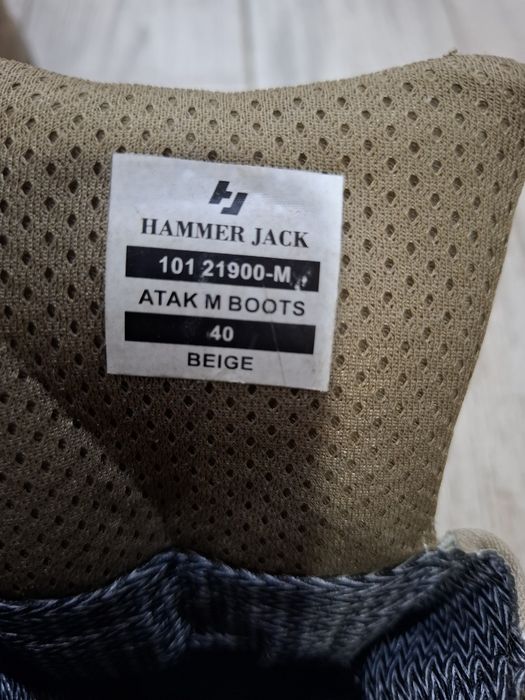 HAMMER JACK
101 21900-M
ATAK M BOOTS
40
BEIGE